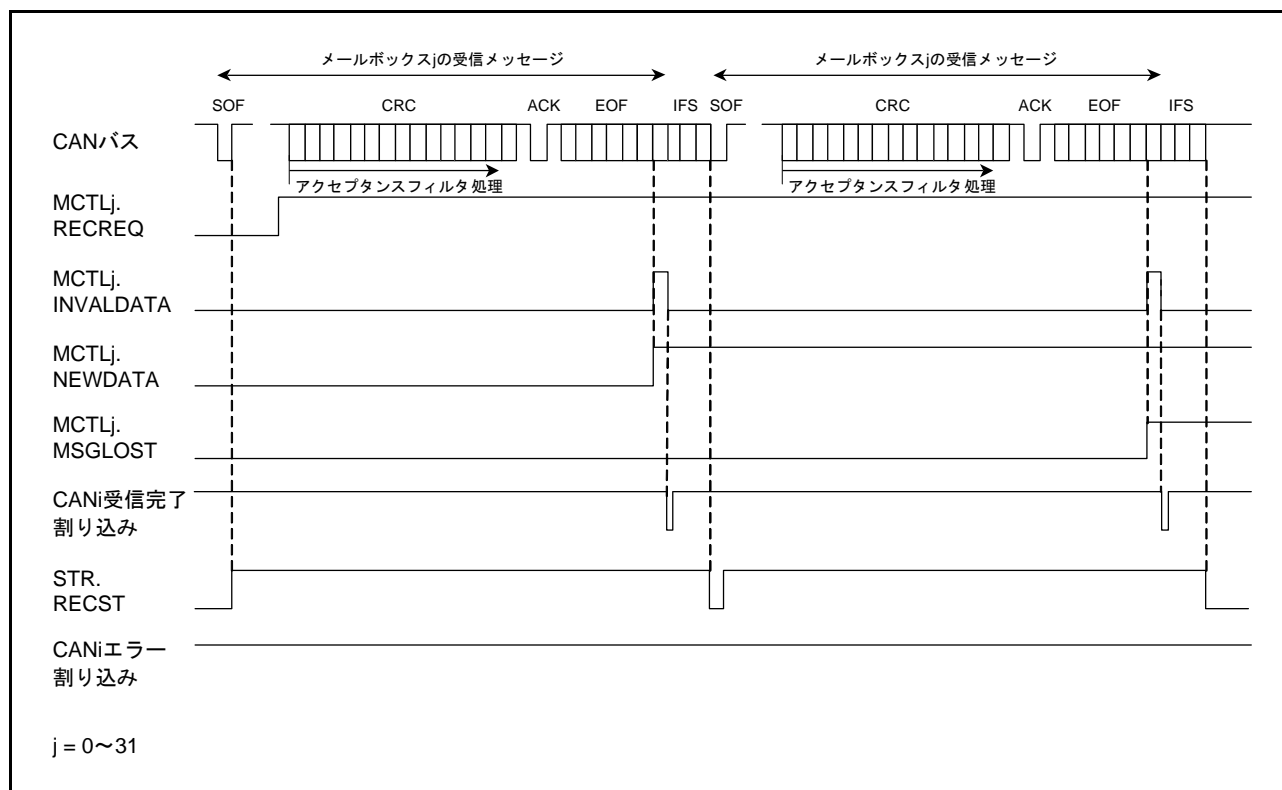 メールボックスjの受信メッセージ メールボックスjの受信メッセージ
SOF CRC ACK EOF IFS SOF CRC ACK EOF IFS
CANバス
アクセプタンスフィルタ処理 アクセプタンスフィルタ処理
MCTLj.
RECREQ
MCTLj.
INVALDATA
MCTLj.
NEWDATA
MCTLj.
MSGLOST
CANi受信完了
割り込み
STR.
RECST
CANiエラー
割り込み
j = 0～31